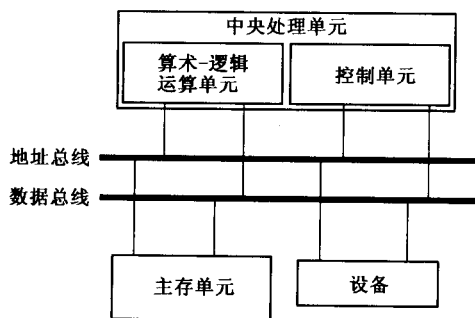 中央处理单元
算术-逻辑
运算单元
控制单元
地址总线
数据总线
主存单元
设备